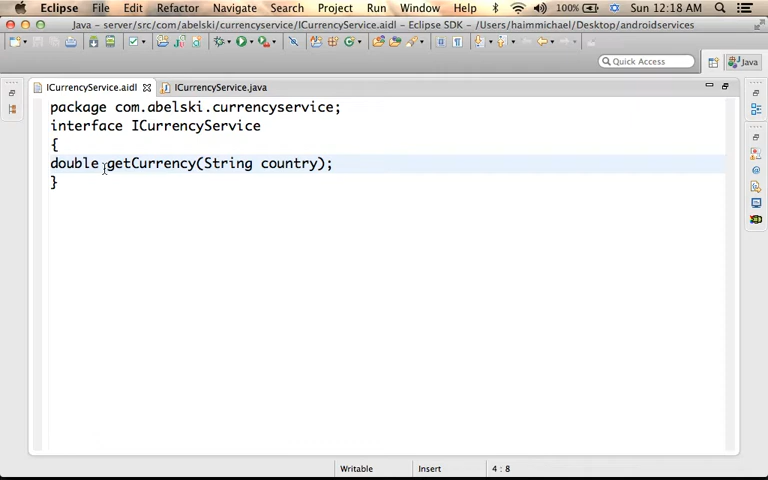 Eclipse File Edit Refactor Navigate Search Project Run Window Help 100% Sun 12:18 AM
Java - server/src/com/abelski/currencyservice/ICurrencyService.aidl - Eclipse SDK - /Users/haimmichael/Desktop/androidservices
Quick Access Java
ICurrencyService.aidl ICurrencyService.java
package com.abelski.currencyservice;
interface ICurrencyService
{
double getCurrency(String country);
}
Writable Insert 4 : 8